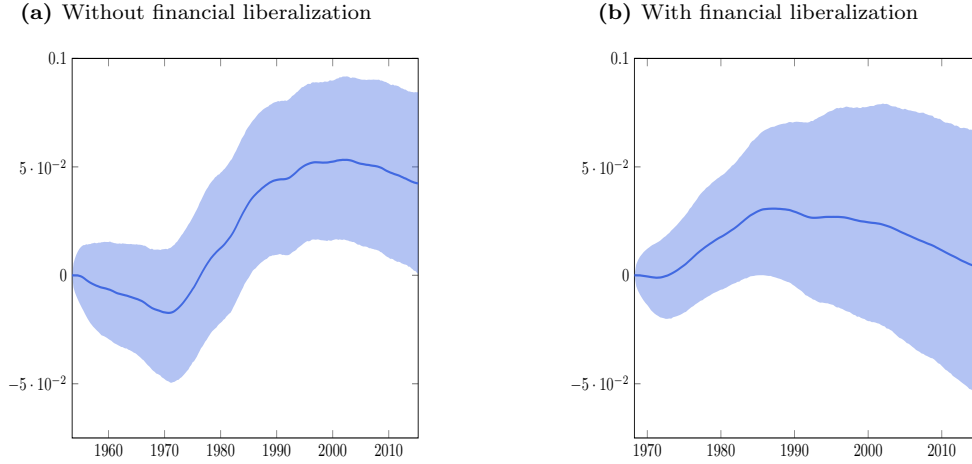 (a) Without financial liberalization
0.1
5 · 10⁻²
0
−5 · 10⁻²
1960 1970 1980 1990 2000 2010
(b) With financial liberalization
0.1
5 · 10⁻²
0
−5 · 10⁻²
1970 1980 1990 2000 2010